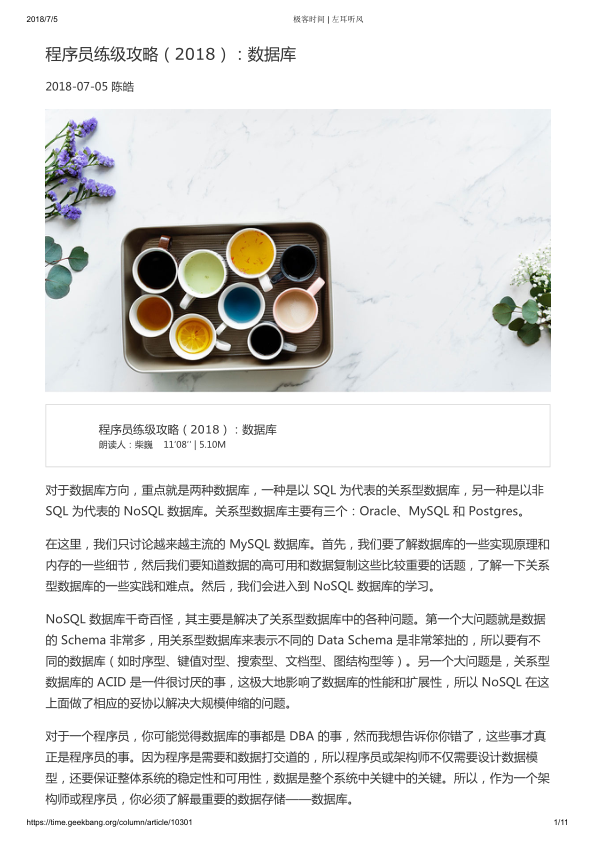 2018/7/5
极客时间 | 左耳听风
程序员练级攻略（2018）：数据库
2018-07-05 陈皓
程序员练级攻略（2018）：数据库
朗读人：柴巍 11′08′′ | 5.10M
对于数据库方向，重点就是两种数据库，一种是以 SQL 为代表的关系型数据库，另一种是以非
SQL 为代表的 NoSQL 数据库。关系型数据库主要有三个：Oracle、MySQL 和 Postgres。
在这里，我们只讨论越来越主流的 MySQL 数据库。首先，我们要了解数据库的一些实现原理和
内存的一些细节，然后我们要知道数据的高可用和数据复制这些比较重要的话题，了解一下关系
型数据库的一些实践和难点。然后，我们会进入到 NoSQL 数据库的学习。
NoSQL 数据库千奇百怪，其主要是解决了关系型数据库中的各种问题。第一个大问题就是数据
的 Schema 非常多，用关系型数据库来表示不同的 Data Schema 是非常笨拙的，所以要有不
同的数据库（如时序型、键值对型、搜索型、文档型、图结构型等）。另一个大问题是，关系型
数据库的 ACID 是一件很讨厌的事，这极大地影响了数据库的性能和扩展性，所以 NoSQL 在这
上面做了相应的妥协以解决大规模伸缩的问题。
对于一个程序员，你可能觉得数据库的事都是 DBA 的事，然而我想告诉你你错了，这些事才真
正是程序员的事。因为程序是需要和数据打交道的，所以程序员或架构师不仅需要设计数据模
型，还要保证整体系统的稳定性和可用性，数据是整个系统中关键中的关键。所以，作为一个架
构师或程序员，你必须了解最重要的数据存储——数据库。
https://time.geekbang.org/column/article/10301
1/11